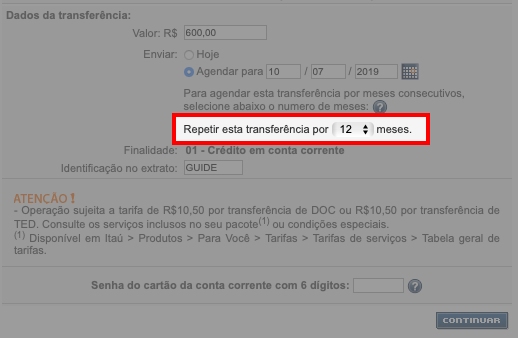 Dados da transferência:
Valor: R$ 600,00
Enviar: Hoje
Agendar para 10 / 07 / 2019
Para agendar esta transferência por meses consecutivos,
selecione abaixo o numero de meses: ?
Repetir esta transferência por 12 meses.
Finalidade: 01 - Crédito em conta corrente
Identificação no extrato: GUIDE
ATENÇÃO !
- Operação sujeita a tarifa de R$10,50 por transferência de DOC ou R$10,50 por transferência de
TED. Consulte os serviços inclusos no seu pacote(1) ou condições especiais.
(1) Disponível em Itaú > Produtos > Para Você > Tarifas > Tarifas de serviços > Tabela geral de
tarifas.
Senha do cartão da conta corrente com 6 dígitos: ?
CONTINUAR